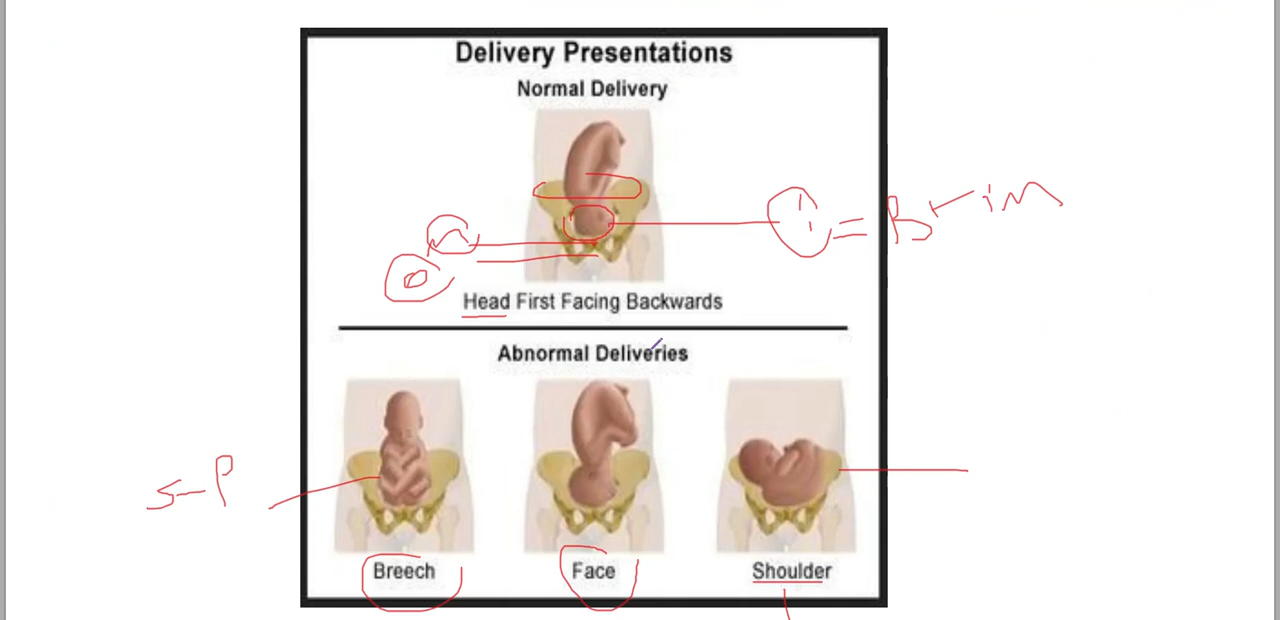 Delivery Presentations
Normal Delivery
Brim
Head First Facing Backwards
Abnormal Deliveries
S-P
Breech
Face
Shoulder